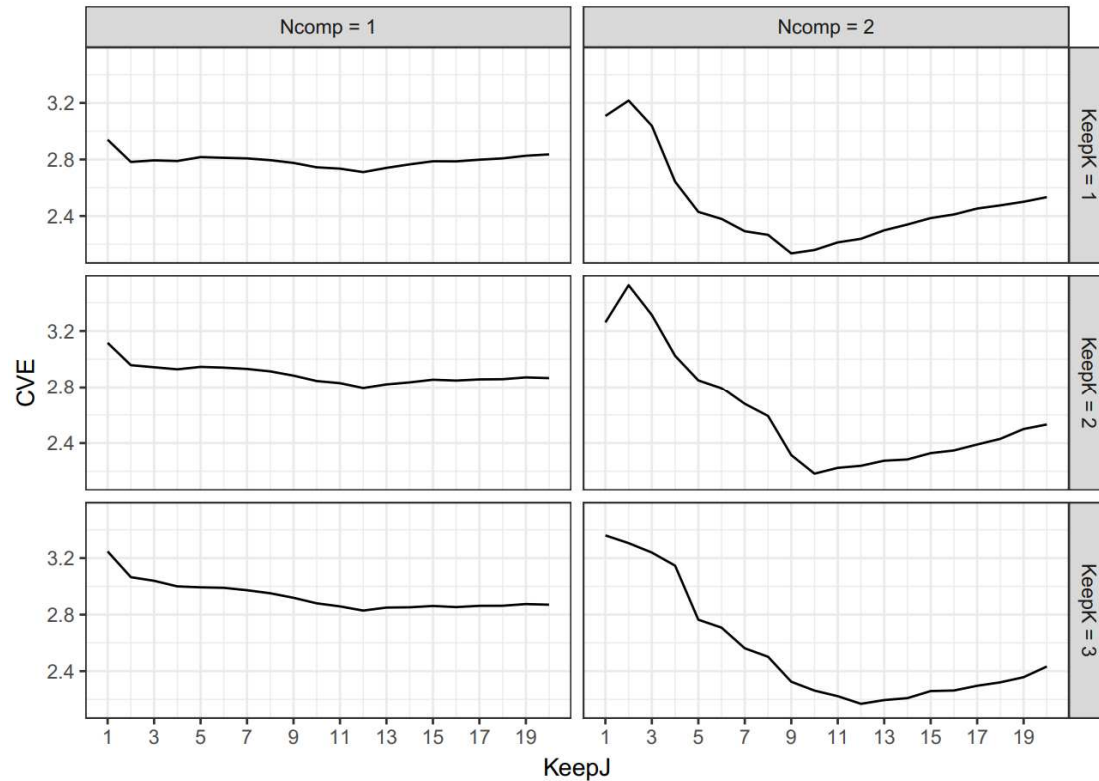 Ncomp = 1
Ncomp = 2
3.2
2.8
2.4
KeepK = 1
3.2
2.8
2.4
KeepK = 2
3.2
2.8
2.4
KeepK = 3
CVE
1 3 5 7 9 11 13 15 17 19
1 3 5 7 9 11 13 15 17 19
KeepJ